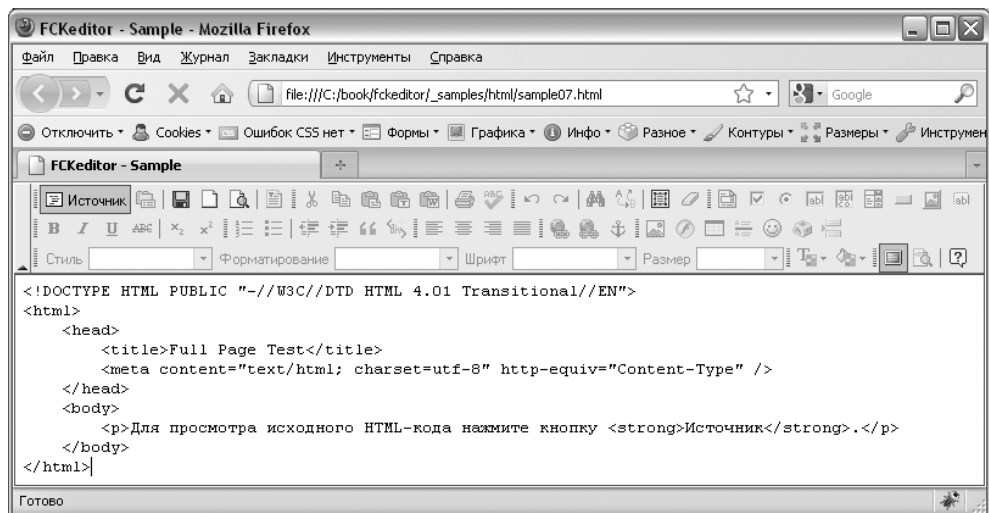 FCKeditor - Sample - Mozilla Firefox
Файл Правка Вид Журнал Закладки Инструменты Справка
file:///C:/book/fckeditor/_samples/html/sample07.html Google
Отключить Cookies Ошибок CSS нет Формы Графика Инфо Разное Контуры Размеры Инструмен
FCKeditor - Sample
Источник
B I U ABC x₂ x²
Стиль Форматирование Шрифт Размер
<!DOCTYPE HTML PUBLIC "-//W3C//DTD HTML 4.01 Transitional//EN">
<html>
<head>
<title>Full Page Test</title>
<meta content="text/html; charset=utf-8" http-equiv="Content-Type" />
</head>
<body>
<p>Для просмотра исходного HTML-кода нажмите кнопку <strong>Источник</strong>.</p>
</body>
</html>
Готово